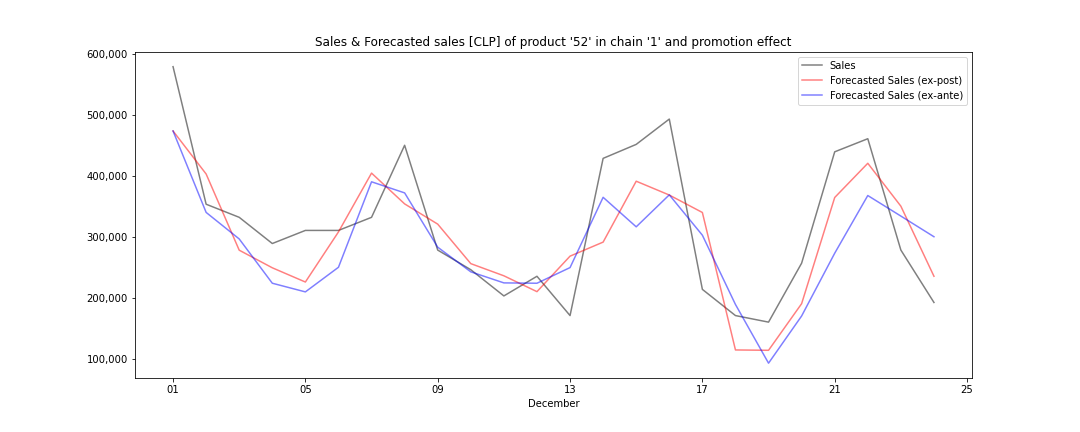 Sales & Forecasted sales [CLP] of product '52' in chain '1' and promotion effect
600,000
500,000
400,000
300,000
200,000
100,000
Sales
Forecasted Sales (ex-post)
Forecasted Sales (ex-ante)
01 05 09 13 17 21 25
December